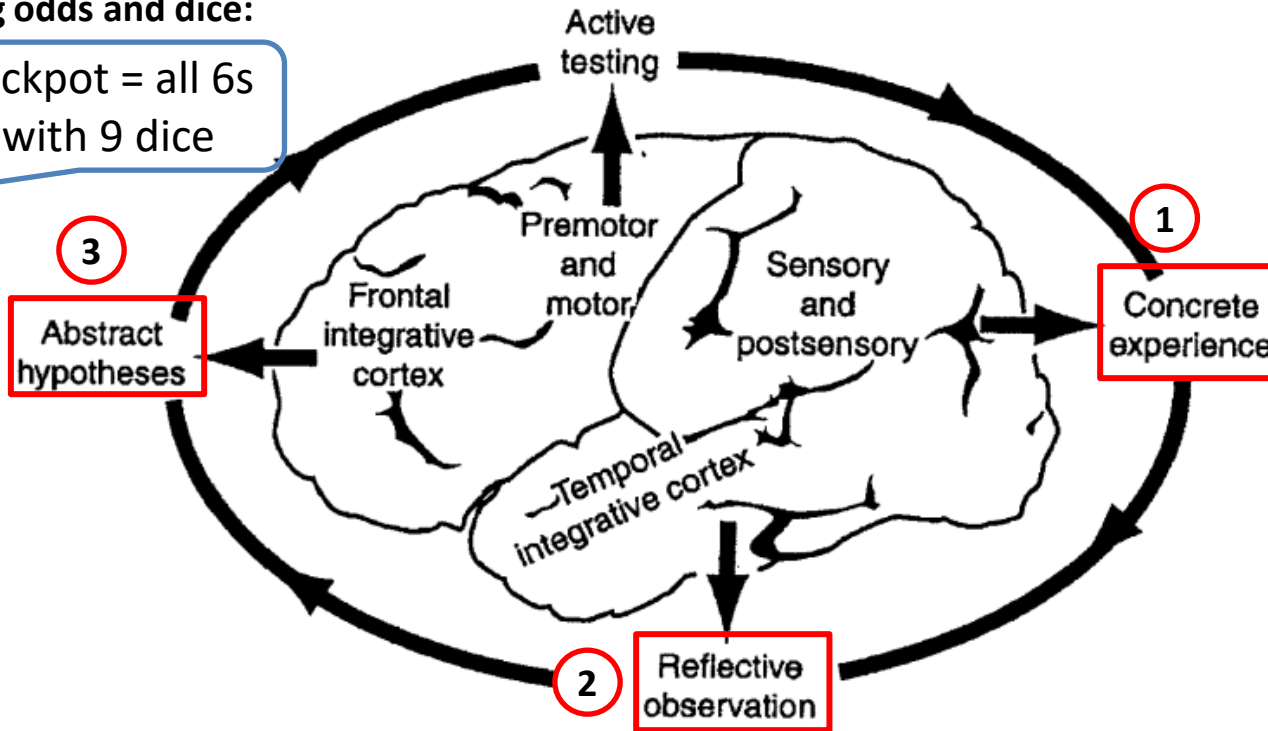 odds and dice:
ckpot = all 6s
with 9 dice
Active
testing
3
1
Premotor
and
motor
Sensory
and
postsensory
Frontal
integrative
cortex
Abstract
hypotheses
Concrete
experience
Temporal
integrative cortex
2
Reflective
observation